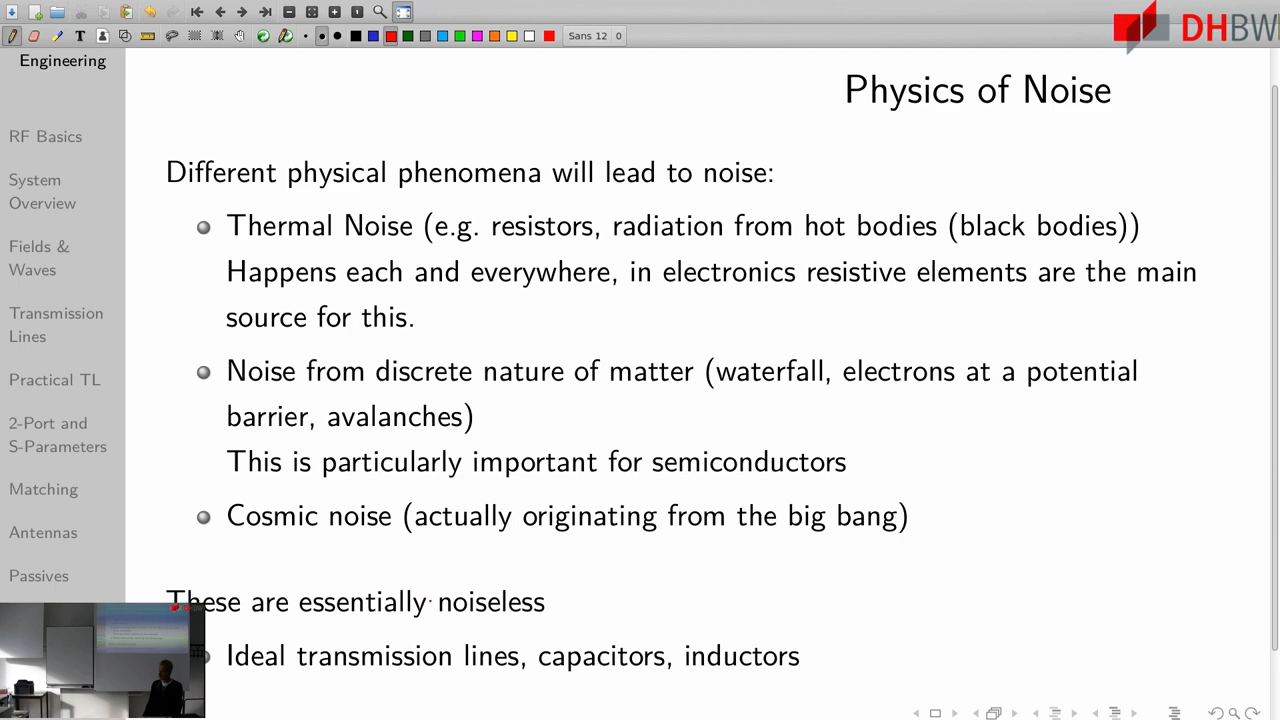 Sans 12 0
DHBW
Engineering
Physics of Noise
RF Basics
System
Overview
Fields &
Waves
Transmission
Lines
Practical TL
2-Port and
S-Parameters
Matching
Antennas
Passives
Different physical phenomena will lead to noise:
Thermal Noise (e.g. resistors, radiation from hot bodies (black bodies))
Happens each and everywhere, in electronics resistive elements are the main
source for this.
Noise from discrete nature of matter (waterfall, electrons at a potential
barrier, avalanches)
This is particularly important for semiconductors
Cosmic noise (actually originating from the big bang)
These are essentially noiseless
Ideal transmission lines, capacitors, inductors